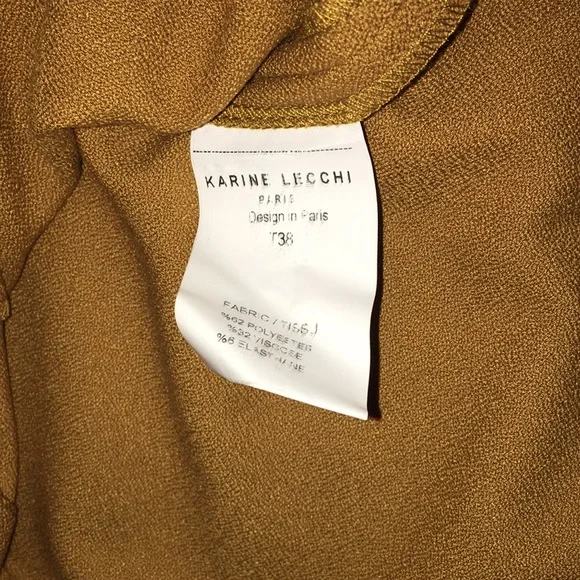 KARINE LECCHI
PARIS
Design in Paris
T38
FABRIC / TISSU
%62 POLYESTER
%32 VISCOSE
%6 ELASTHANE